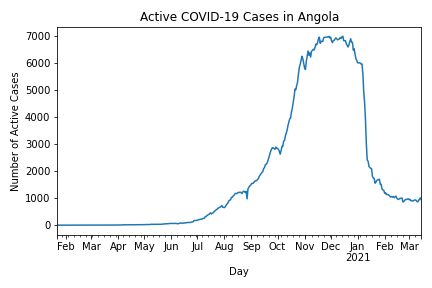 Active COVID-19 Cases in Angola
Number of Active Cases
7000
6000
5000
4000
3000
2000
1000
0
Feb Mar Apr May Jun Jul Aug Sep Oct Nov Dec Jan Feb Mar
2021
Day